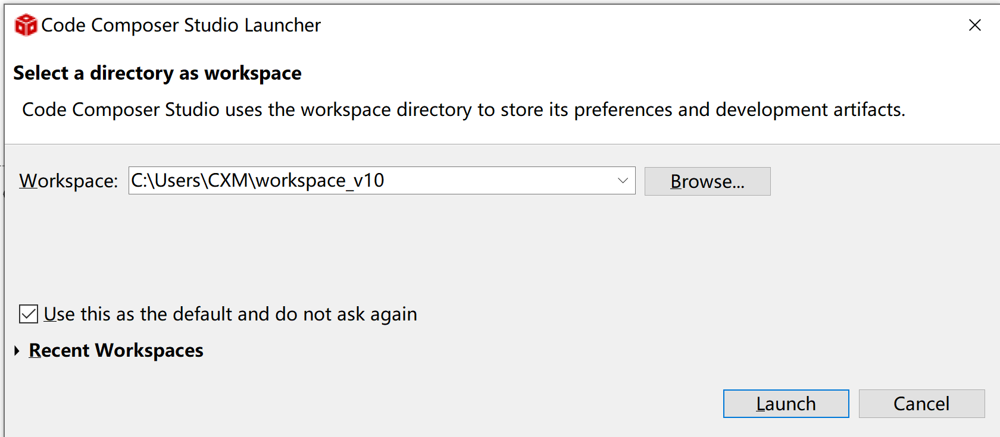 Code Composer Studio Launcher
Select a directory as workspace
Code Composer Studio uses the workspace directory to store its preferences and development artifacts.
Workspace: C:\Users\CXM\workspace_v10 Browse...
Use this as the default and do not ask again
Recent Workspaces
Launch Cancel